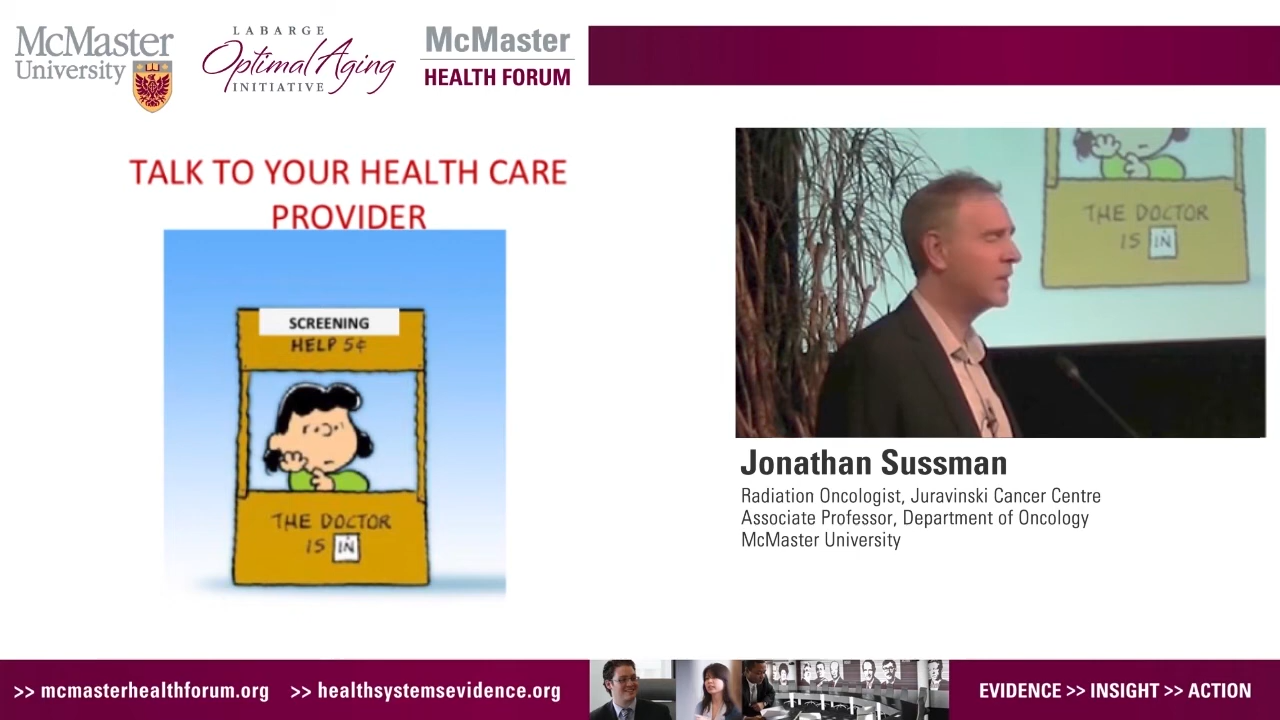 McMaster
University
LABARGE
Optimal Aging
INITIATIVE
McMaster
HEALTH FORUM
TALK TO YOUR HEALTH CARE
PROVIDER
SCREENING
HELP 5¢
THE DOCTOR
IS IN
THE DOCTOR
IS IN
Jonathan Sussman
Radiation Oncologist, Juravinski Cancer Centre
Associate Professor, Department of Oncology
McMaster University
>> mcmasterhealthforum.org >> healthsystemsevidence.org
EVIDENCE >> INSIGHT >> ACTION